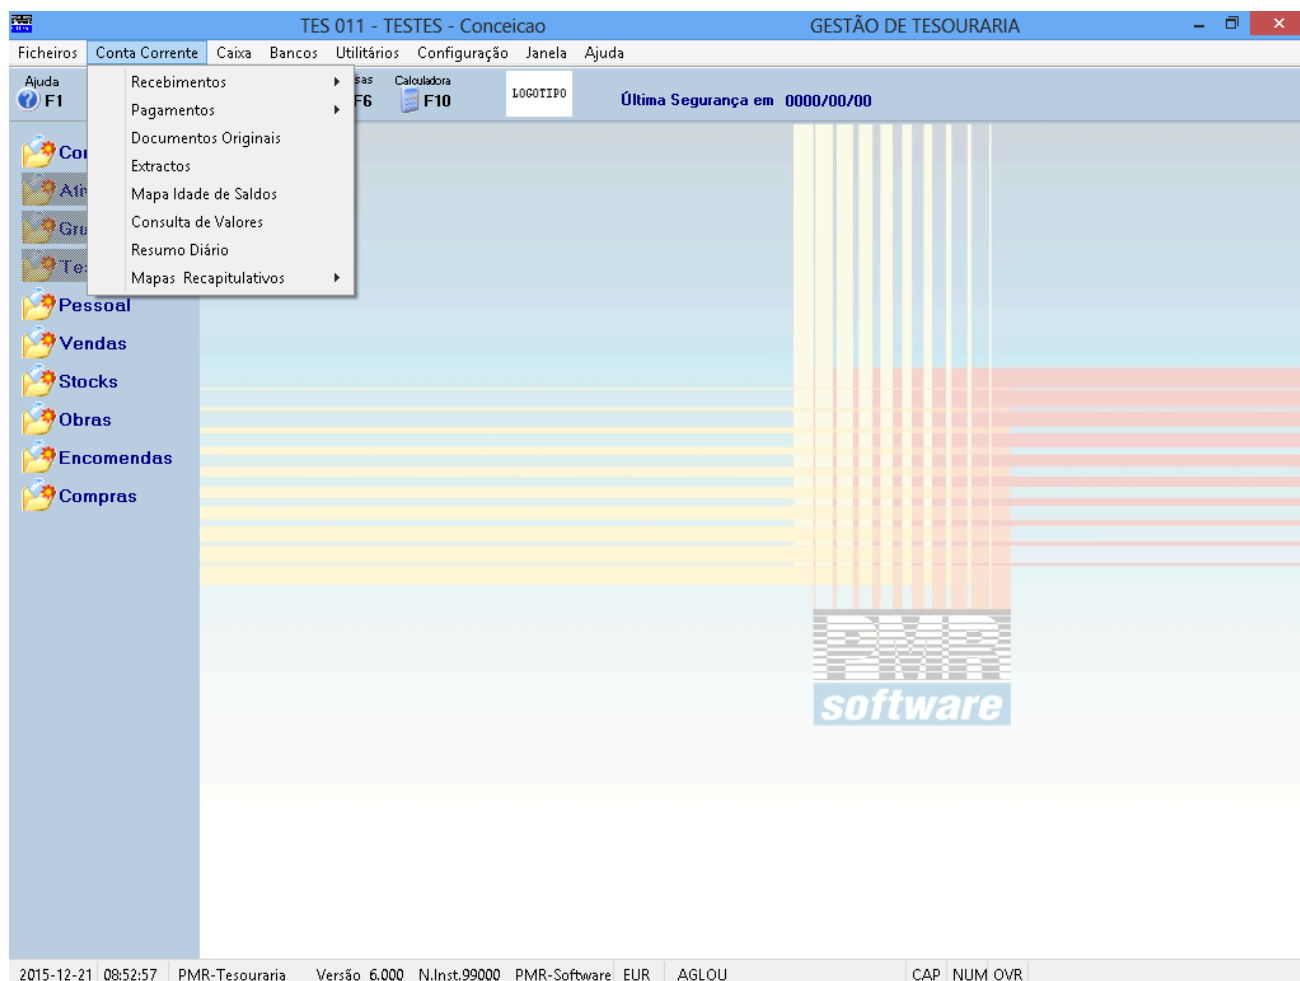 TES 011 - TESTES - Conceicao GESTÃO DE TESOURARIA
Ficheiros Conta Corrente Caixa Bancos Utilitários Configuração Janela Ajuda
Ajuda Calculadora
F1 F6 F10 LOGOTIPO Última Segurança em 0000/00/00
Recebimentos
Pagamentos
Documentos Originais
Extractos
Mapa Idade de Saldos
Consulta de Valores
Resumo Diário
Mapas Recapitulativos
Pessoal
Vendas
Stocks
Obras
Encomendas
Compras
PMR
software
2015-12-21 08:52:57 PMR-Tesouraria Versão 6.000 N.Inst.99000 PMR-Software EUR AGLOU CAP NUM OVR